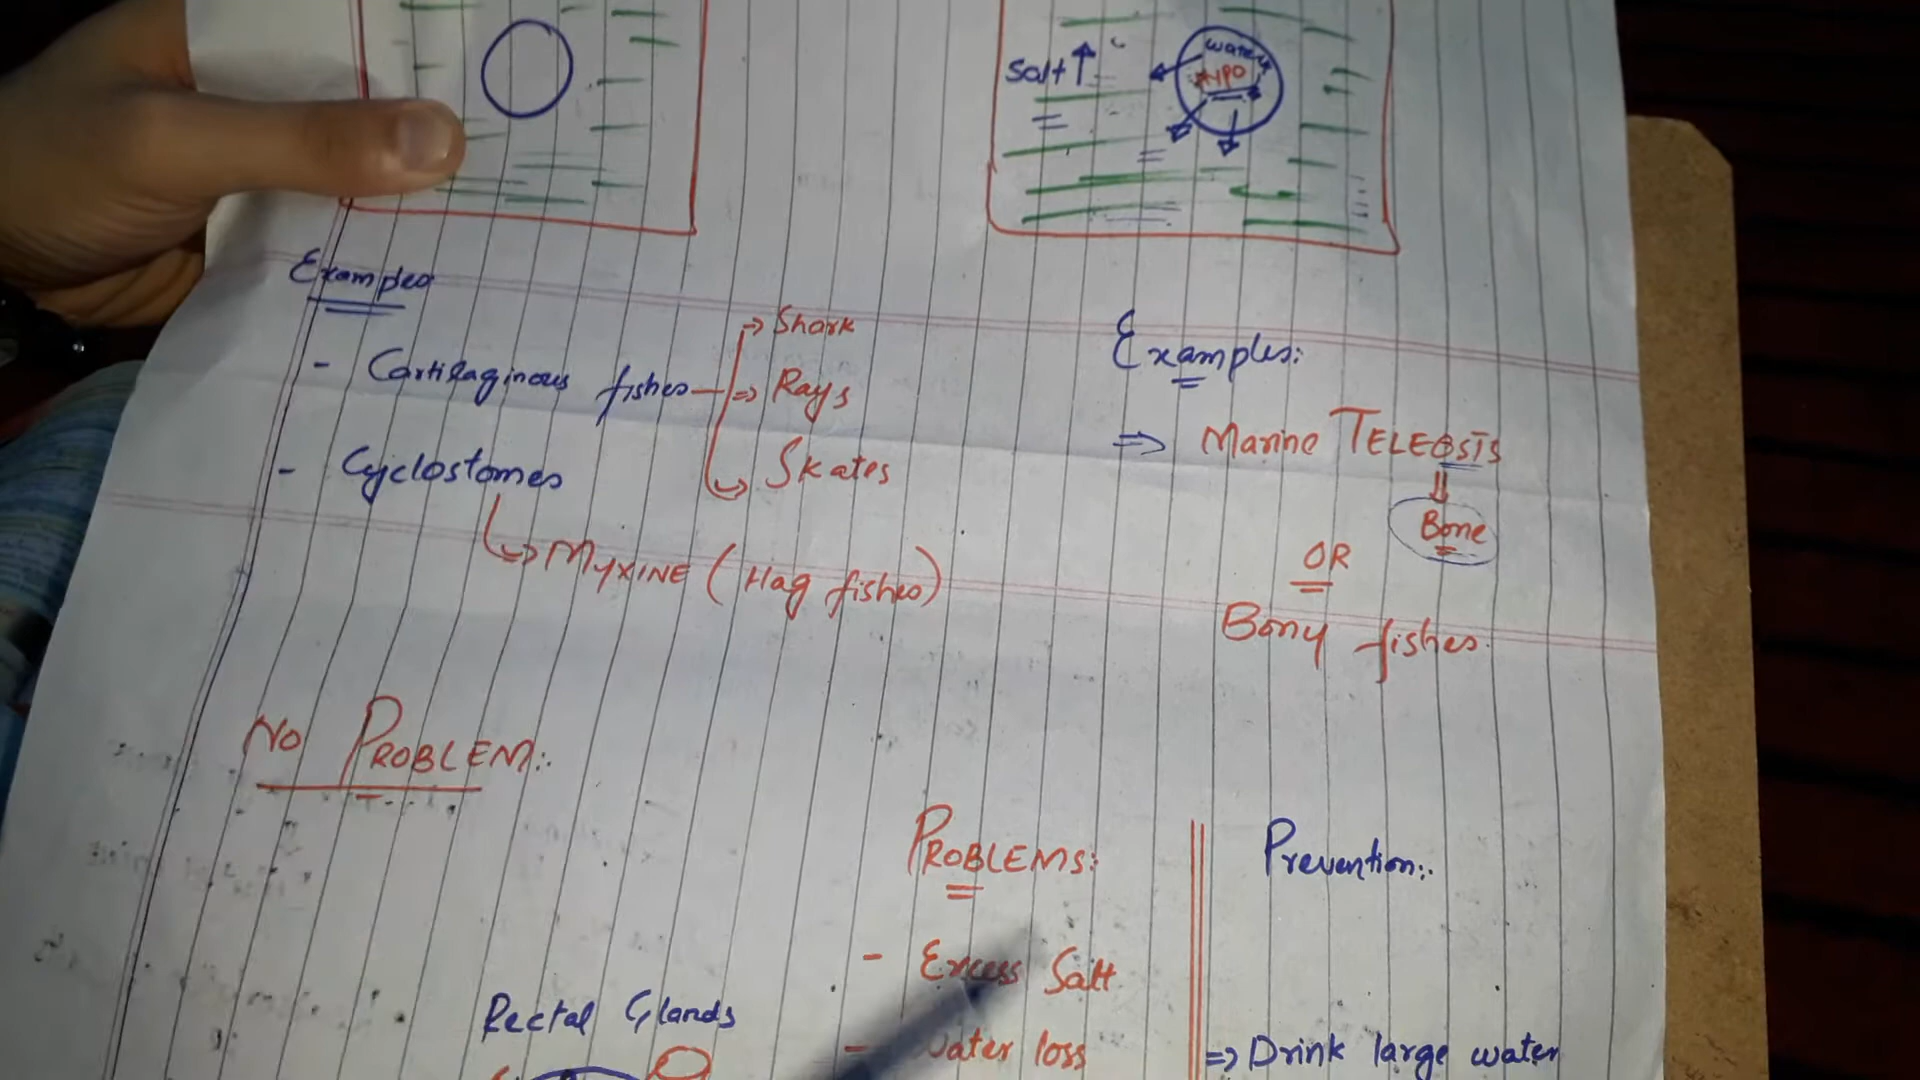 Salt ↑
Water
Hypo
Examples
- Cartilaginous fishes
⇒ Shark
⇒ Rays
↳ Skates
- Cyclostomes
↳ MYXINE (Hag fishes)
Examples:
⇒ Marine TELEOSTS
⇓
Bone
OR
Bony fishes.
NO PROBLEM:.
PROBLEMS:
- Excess Salt
- Water loss
Prevention:.
⇒ Drink large water
Rectal Glands